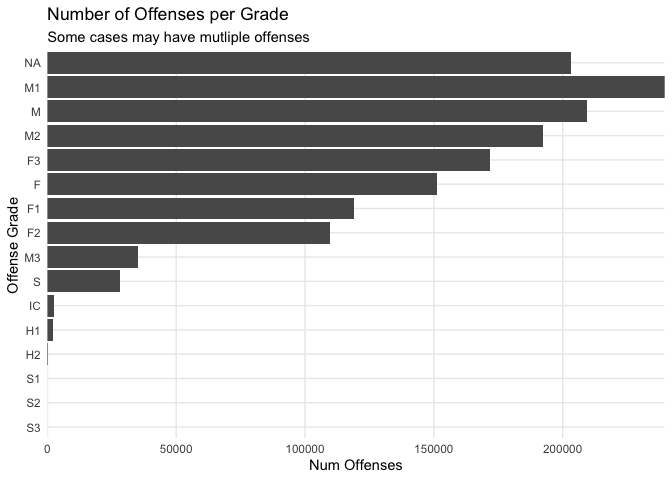 Number of Offenses per Grade
Some cases may have mutliple offenses
Offense Grade
NA
M1
M
M2
F3
F
F1
F2
M3
S
IC
H1
H2
S1
S2
S3
0 50000 100000 150000 200000
Num Offenses